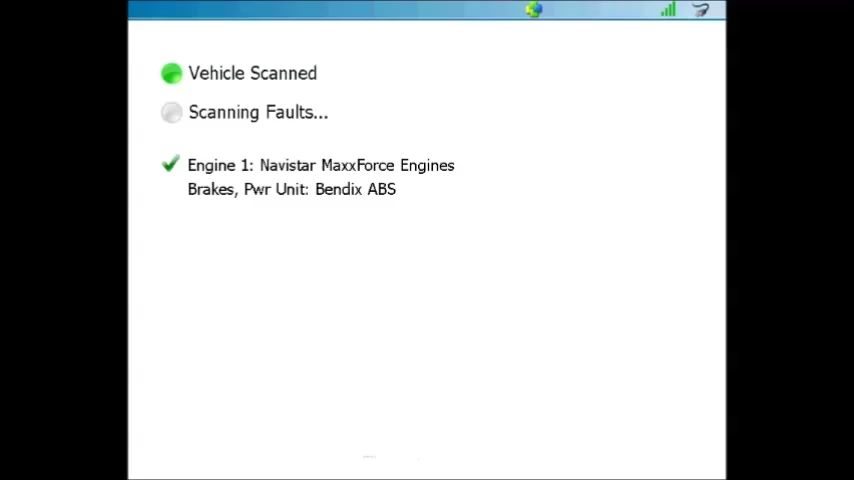 Vehicle Scanned
Scanning Faults...
Engine 1: Navistar MaxxForce Engines
Brakes, Pwr Unit: Bendix ABS